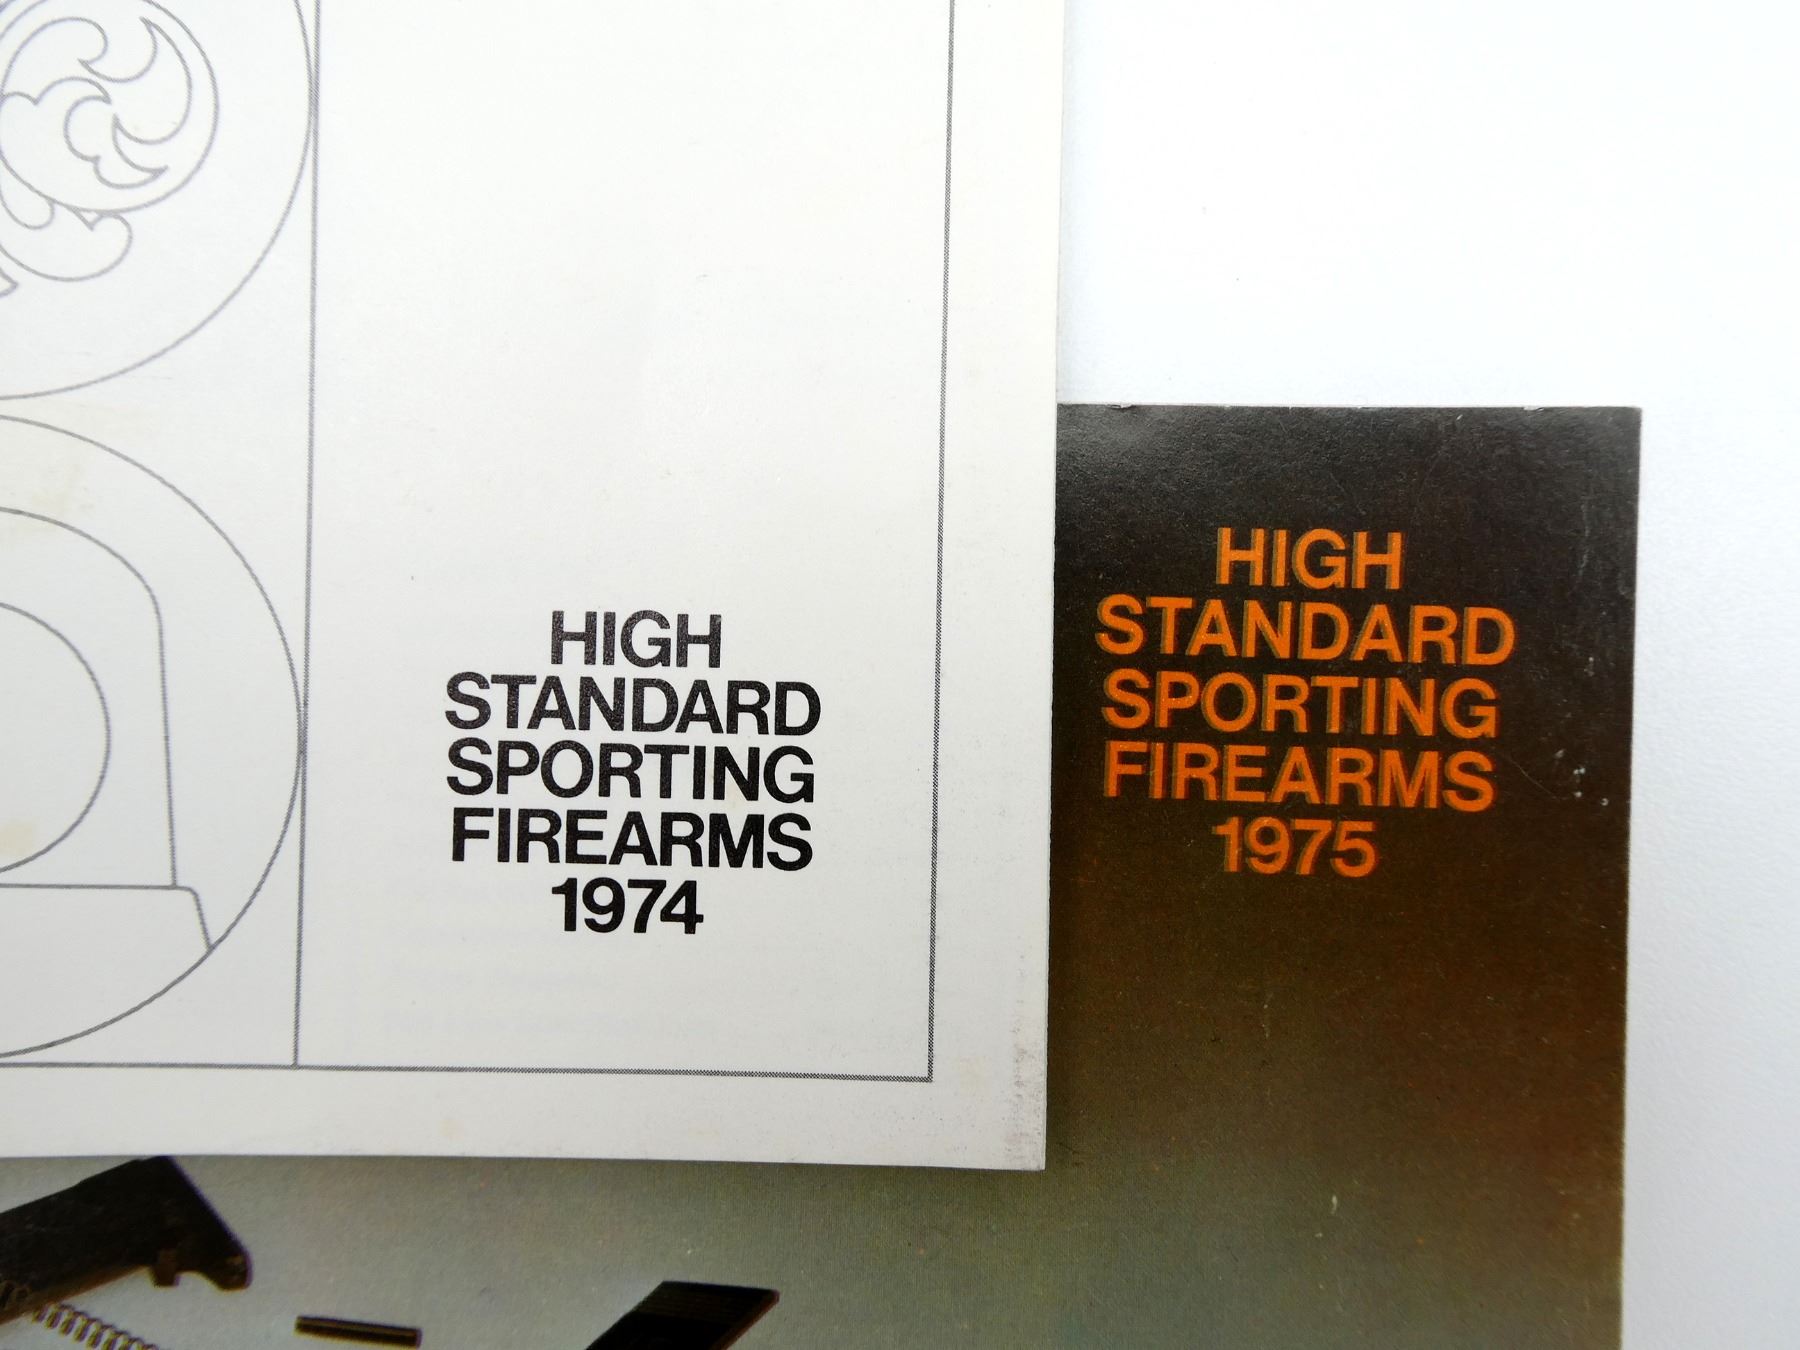 HIGH
STANDARD
SPORTING
FIREARMS
1974
HIGH
STANDARD
SPORTING
FIREARMS
1975